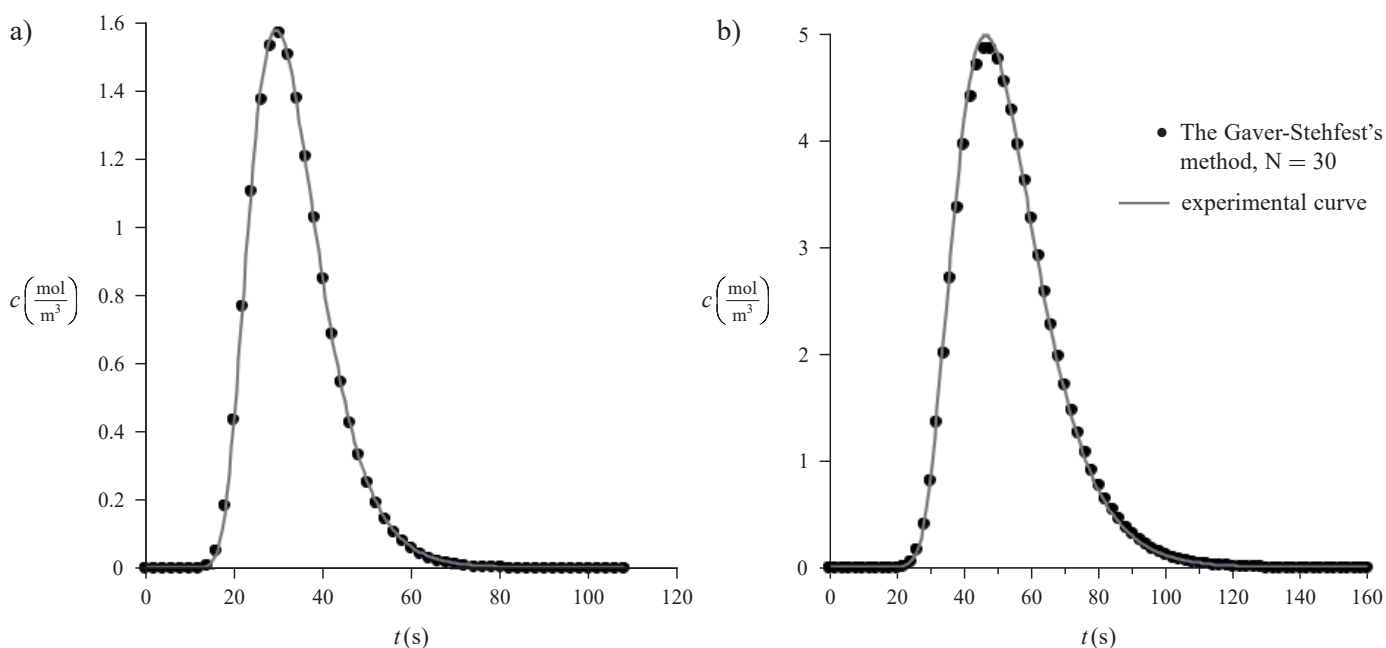 a)
1.6
1.4
1.2
1
0.8
0.6
0.4
0.2
0
c(mol/m³)
0 20 40 60 80 100 120
t(s)
b)
5
4
3
2
1
0
c(mol/m³)
0 20 40 60 80 100 120 140 160
t(s)
The Gaver-Stehfest's
method, N = 30
experimental curve